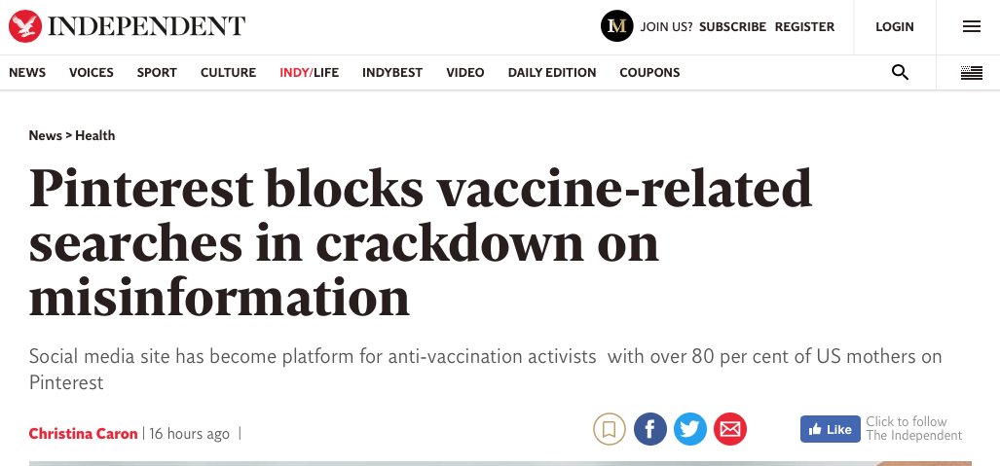 INDEPENDENT
IM JOIN US? SUBSCRIBE REGISTER LOGIN
NEWS VOICES SPORT CULTURE INDY/LIFE INDYBEST VIDEO DAILY EDITION COUPONS
News > Health
Pinterest blocks vaccine-related
searches in crackdown on
misinformation
Social media site has become platform for anti-vaccination activists with over 80 per cent of US mothers on
Pinterest
Christina Caron | 16 hours ago |
f
Like
Click to follow
The Independent